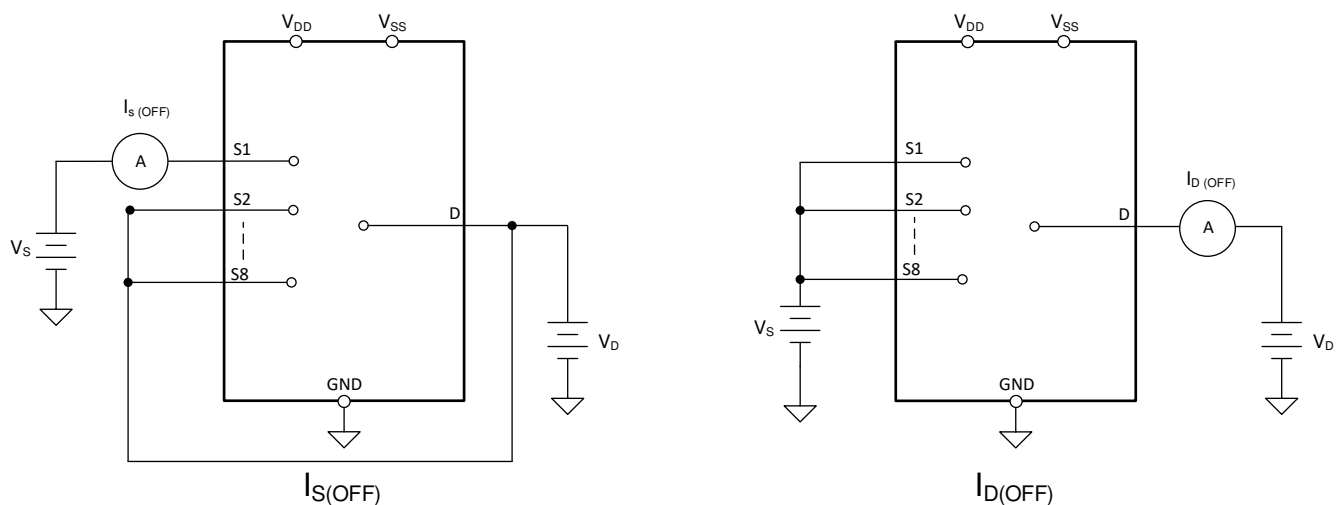 VDD VSS
Is (OFF)
A
S1
S2
D
VS
S8
VD
GND
IS(OFF)
VDD VSS
S1
ID (OFF)
S2
D
A
S8
VS
VD
GND
ID(OFF)